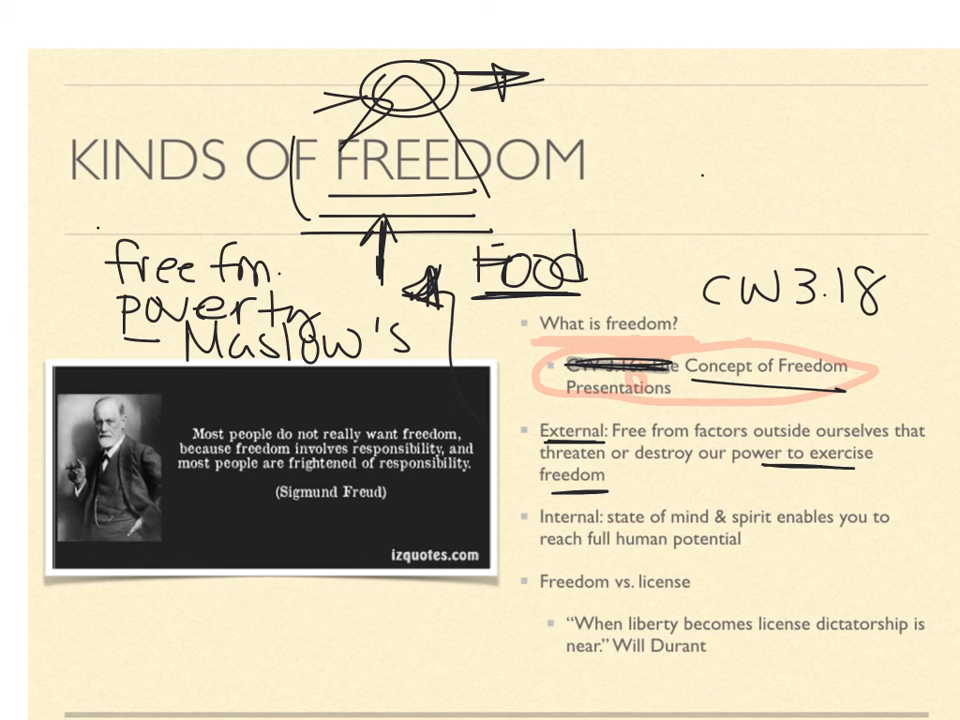 KINDS OF FREEDOM
free fm.
poverty
– Maslow's
Food
CW 3.18
What is freedom?
Concept of Freedom
Presentations
External: Free from factors outside ourselves that
threaten or destroy our power to exercise
freedom
Internal: state of mind & spirit enables you to
reach full human potential
Freedom vs. license
“When liberty becomes license dictatorship is
near.” Will Durant
Most people do not really want freedom,
because freedom involves responsibility, and
most people are frightened of responsibility.
(Sigmund Freud)
izquotes.com